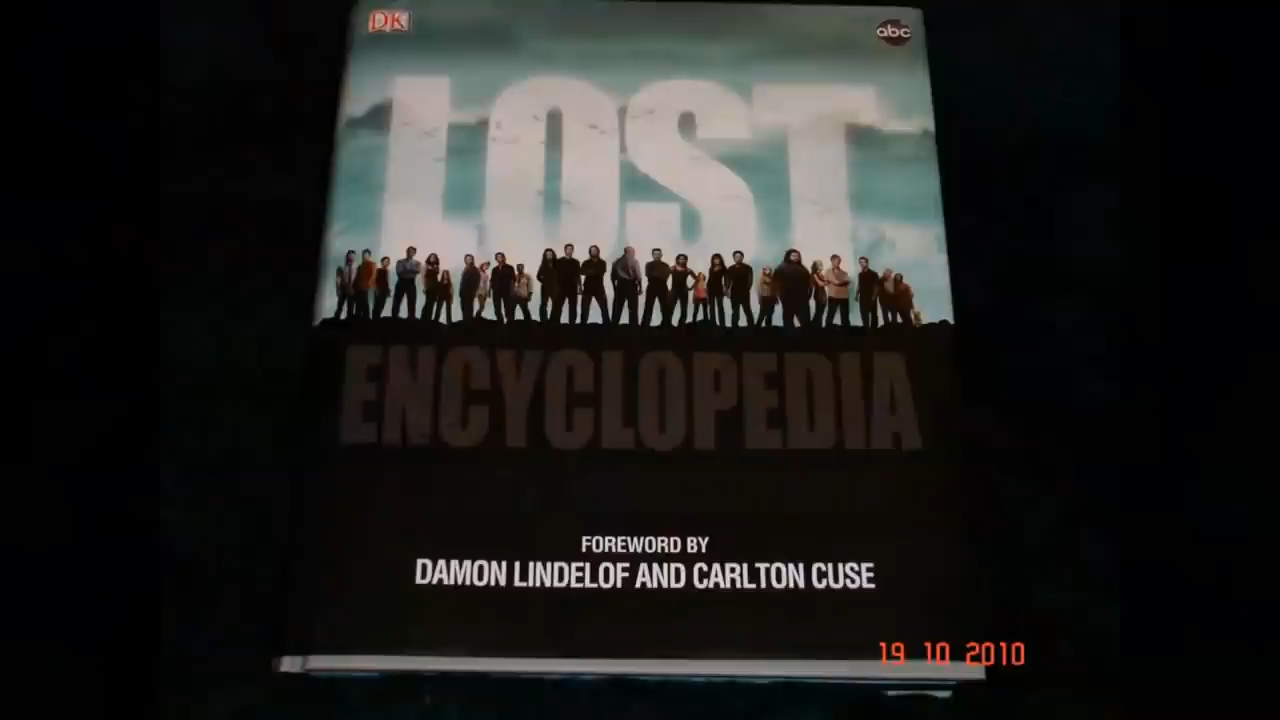 DK
abc
LOST
ENCYCLOPEDIA
FOREWORD BY
DAMON LINDELOF AND CARLTON CUSE
19 10 2010